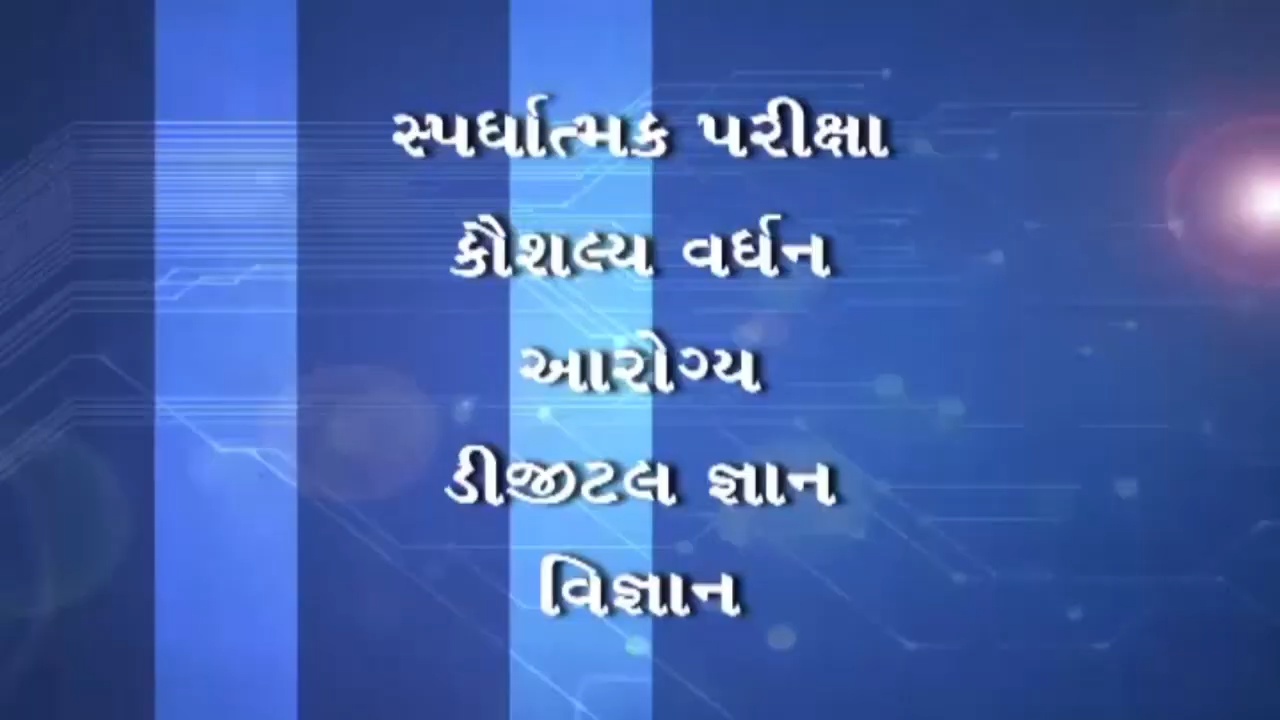 સ્પર્ધાત્મક પરીક્ષા
કૌશલ્ય વર્ધન
આરોગ્ય
ડીજીટલ જ્ઞાન
વિજ્ઞાન